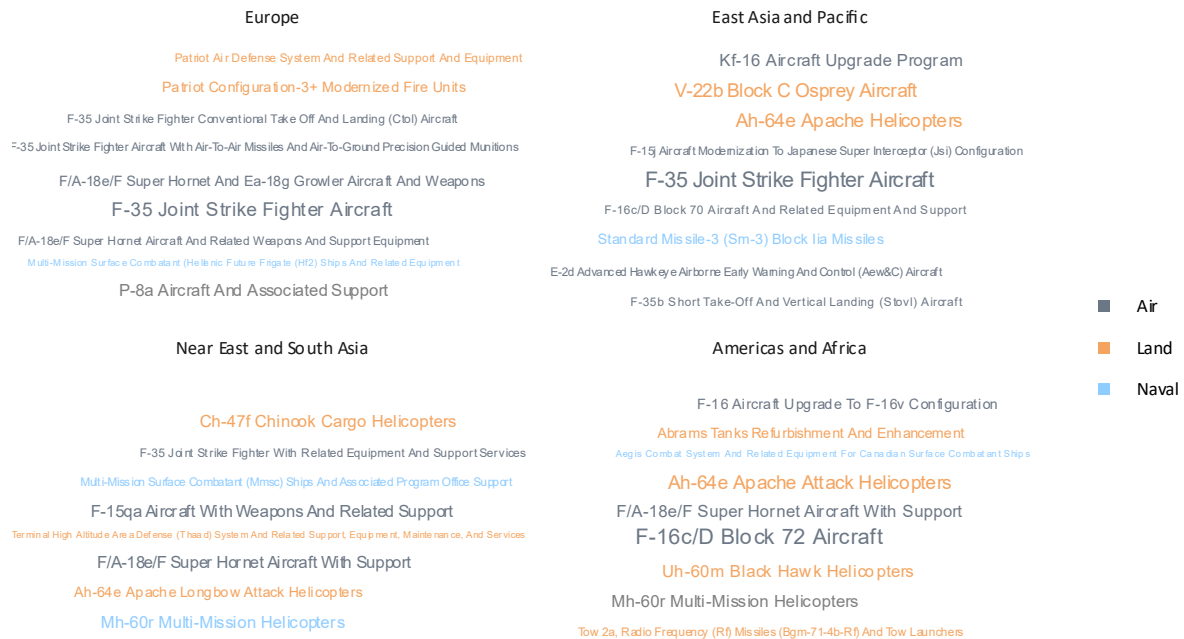 Europe
Patriot Air Defense System And Related Support And Equipment
Patriot Configuration-3+ Modernized Fire Units
F-35 Joint Strike Fighter Conventional Take Off And Landing (Ctol) Aircraft
F-35 Joint Strike Fighter Aircraft With Air-To-Air Missiles And Air-To-Ground Precision Guided Munitions
F/A-18e/F Super Hornet And Ea-18g Growler Aircraft And Weapons
F-35 Joint Strike Fighter Aircraft
F/A-18e/F Super Hornet Aircraft And Related Weapons And Support Equipment
Multi-Mission Surface Combatant (Hellenic Future Frigate (Hf2) Ships And Related Equipment
P-8a Aircraft And Associated Support
East Asia and Pacific
Kf-16 Aircraft Upgrade Program
V-22b Block C Osprey Aircraft
Ah-64e Apache Helicopters
F-15j Aircraft Modernization To Japanese Super Interceptor (Jsi) Configuration
F-35 Joint Strike Fighter Aircraft
F-16c/D Block 70 Aircraft And Related Equipment And Support
Standard Missile-3 (Sm-3) Block Iia Missiles
E-2d Advanced Hawkeye Airborne Early Warning And Control (Aew&C) Aircraft
F-35b Short Take-Off And Vertical Landing (Stovl) Aircraft
Near East and South Asia
Ch-47f Chinook Cargo Helicopters
F-35 Joint Strike Fighter With Related Equipment And Support Services
Multi-Mission Surface Combatant (Mmsc) Ships And Associated Program Office Support
F-15qa Aircraft With Weapons And Related Support
Terminal High Altitude Area Defense (Thaad) System And Related Support, Equipment, Maintenance, And Services
F/A-18e/F Super Hornet Aircraft With Support
Ah-64e Apache Longbow Attack Helicopters
Mh-60r Multi-Mission Helicopters
Americas and Africa
F-16 Aircraft Upgrade To F-16v Configuration
Abrams Tanks Refurbishment And Enhancement
Aegis Combat System And Related Equipment For Canadian Surface Combatant Ships
Ah-64e Apache Attack Helicopters
F/A-18e/F Super Hornet Aircraft With Support
F-16c/D Block 72 Aircraft
Uh-60m Black Hawk Helicopters
Mh-60r Multi-Mission Helicopters
Tow 2a, Radio Frequency (Rf) Missiles (Bgm-71-4b-Rf) And Tow Launchers
Air
Land
Naval